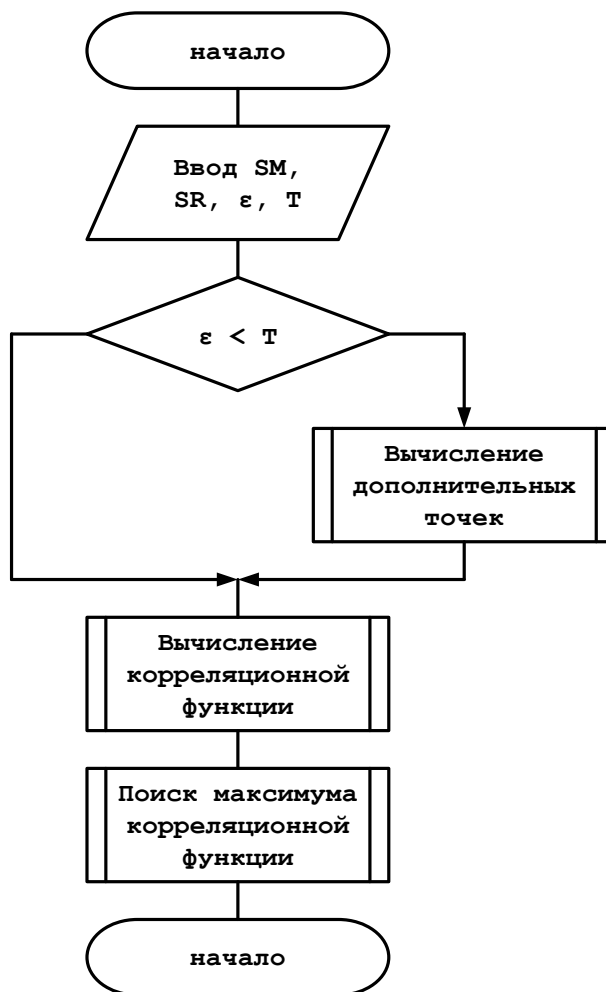 начало
Ввод SM,
SR, ε, T
ε < T
Вычисление
дополнительных
точек
Вычисление
корреляционной
функции
Поиск максимума
корреляционной
функции
начало